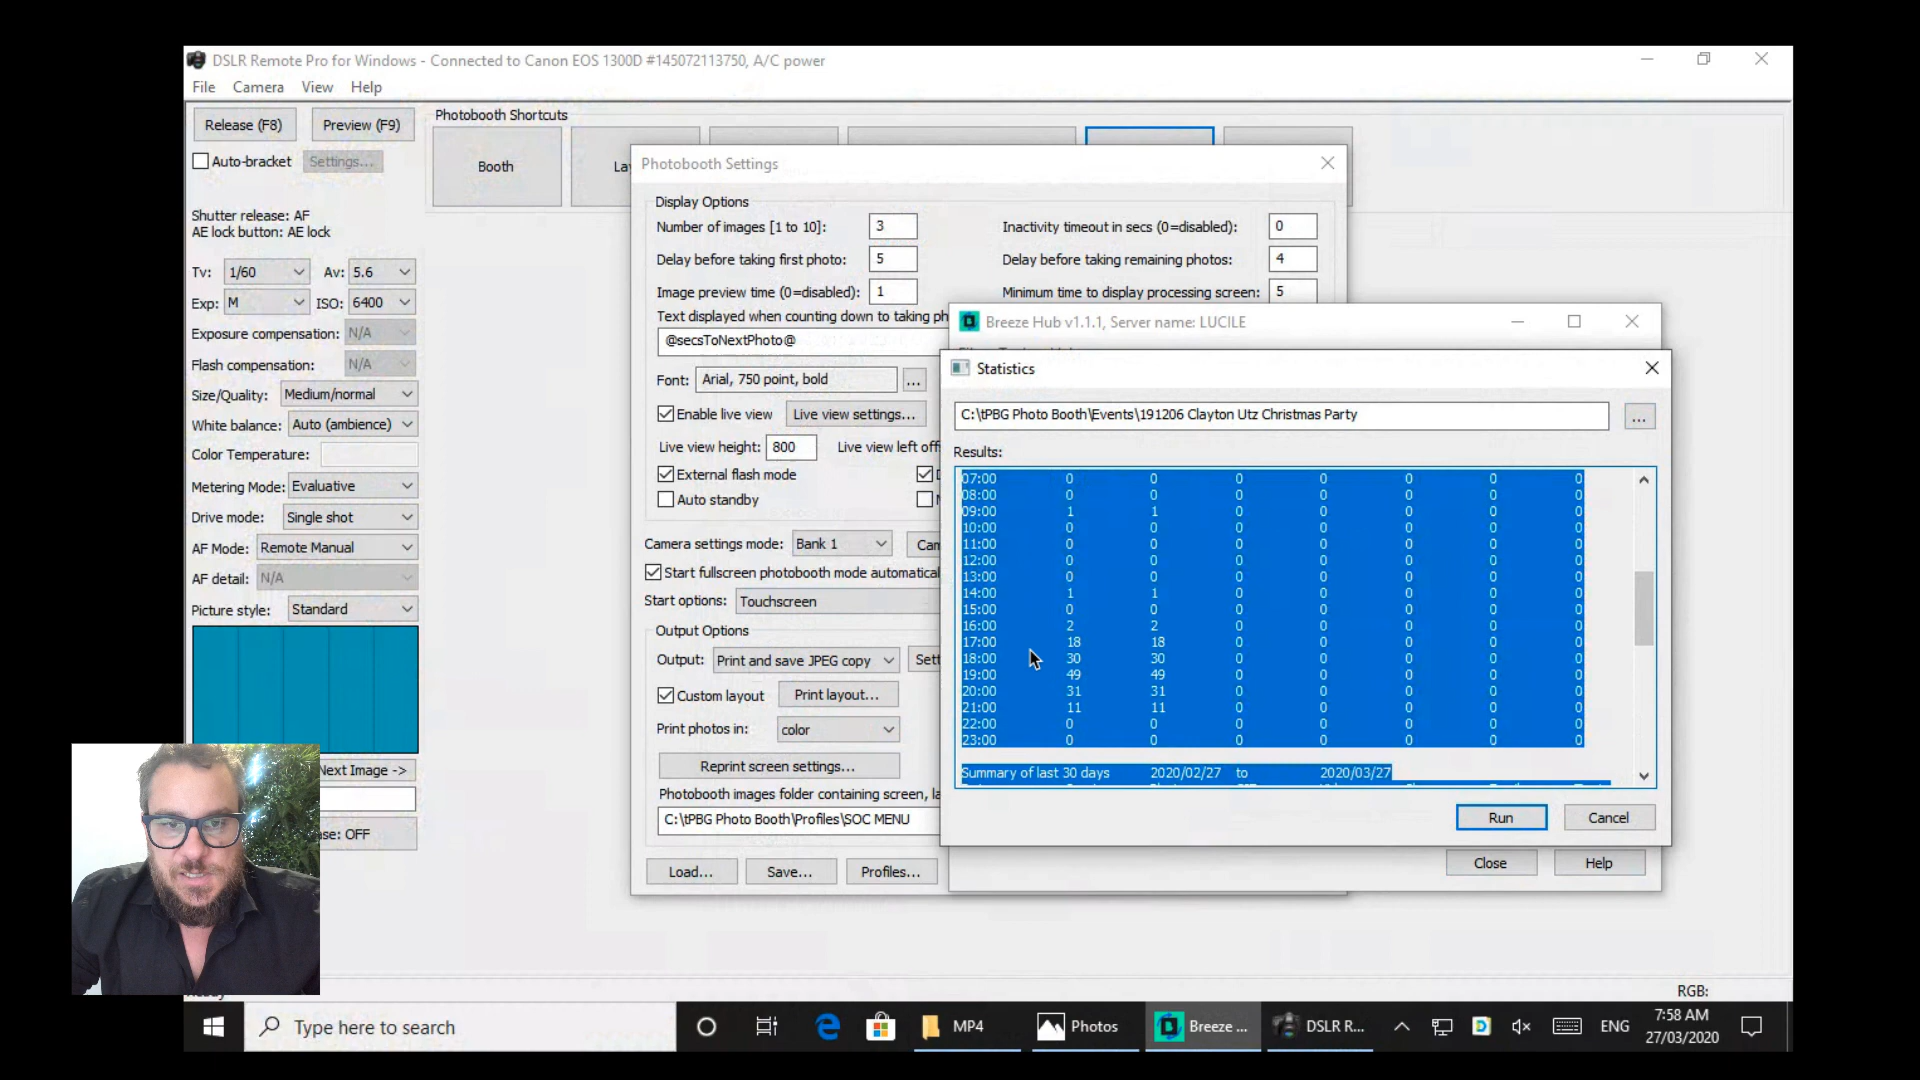 DSLR Remote Pro for Windows - Connected to Canon EOS 1300D #145072113750, A/C power
File Camera View Help
Release (F8) Preview (F9) Photobooth Shortcuts
Auto-bracket Settings...
Booth
Shutter release: AF
AE lock button: AE lock
Tv: 1/60 Av: 5.6
Exp: M ISO: 6400
Exposure compensation: N/A
Flash compensation: N/A
Size/Quality: Medium/normal
White balance: Auto (ambience)
Color Temperature:
Metering Mode: Evaluative
Drive mode: Single shot
AF Mode: Remote Manual
AF detail: N/A
Picture style: Standard
Next Image ->
OFF
Photobooth Settings
Display Options
Number of images [1 to 10]: 3 Inactivity timeout in secs (0=disabled): 0
Delay before taking first photo: 5 Delay before taking remaining photos: 4
Image preview time (0=disabled): 1 Minimum time to display processing screen: 5
Text displayed when counting down to taking
@secsToNextPhoto@
Font: Arial, 750 point, bold ...
Enable live view Live view settings...
Live view height: 800 Live view left
External flash mode
Auto standby
Camera settings mode: Bank 1
Start fullscreen photobooth mode
Start options: Touchscreen
Output Options
Output: Print and save JPEG copy
Custom layout Print layout...
Print photos in: color
Reprint screen settings...
Photobooth images folder containing screen,
C:\tPBG Photo Booth\Profiles\SOC MENU
Load... Save... Profiles...
Breeze Hub v1.1.1, Server name: LUCILE
Statistics
C:\tPBG Photo Booth\Events\191206 Clayton Utz Christmas Party ...
Results:
07:00 0 0 0 0 0 0 0
08:00 0 0 0 0 0 0 0
09:00 1 1 0 0 0 0 0
10:00 0 0 0 0 0 0 0
11:00 0 0 0 0 0 0 0
12:00 0 0 0 0 0 0 0
13:00 0 0 0 0 0 0 0
14:00 1 1 0 0 0 0 0
15:00 0 0 0 0 0 0 0
16:00 2 2 0 0 0 0 0
17:00 18 18 0 0 0 0 0
18:00 30 30 0 0 0 0 0
19:00 49 49 0 0 0 0 0
20:00 31 31 0 0 0 0 0
21:00 11 11 0 0 0 0 0
22:00 0 0 0 0 0 0 0
23:00 0 0 0 0 0 0 0
Summary of last 30 days 2020/02/27 to 2020/03/27
Run Cancel
Close Help
RGB:
Type here to search
MP4
Photos
Breeze ...
DSLR R...
ENG
7:58 AM
27/03/2020